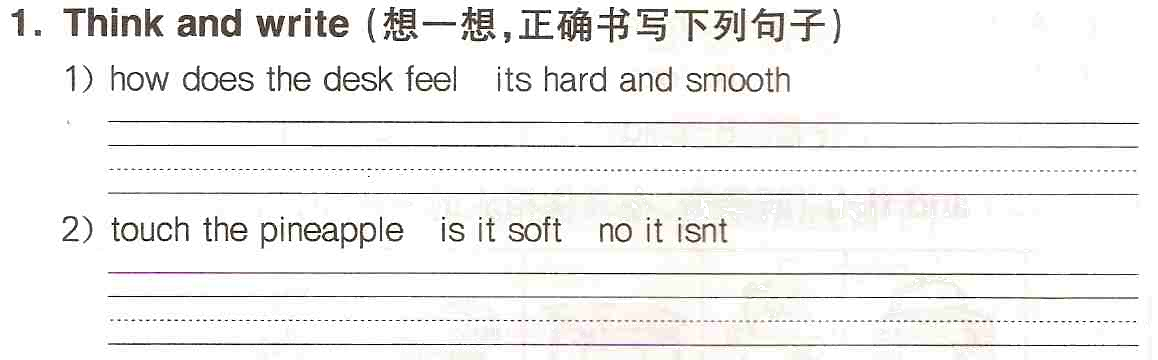 1. Think and write (想一想,正确书写下列句子)
1) how does the desk feel its hard and smooth
2) touch the pineapple is it soft no it isnt